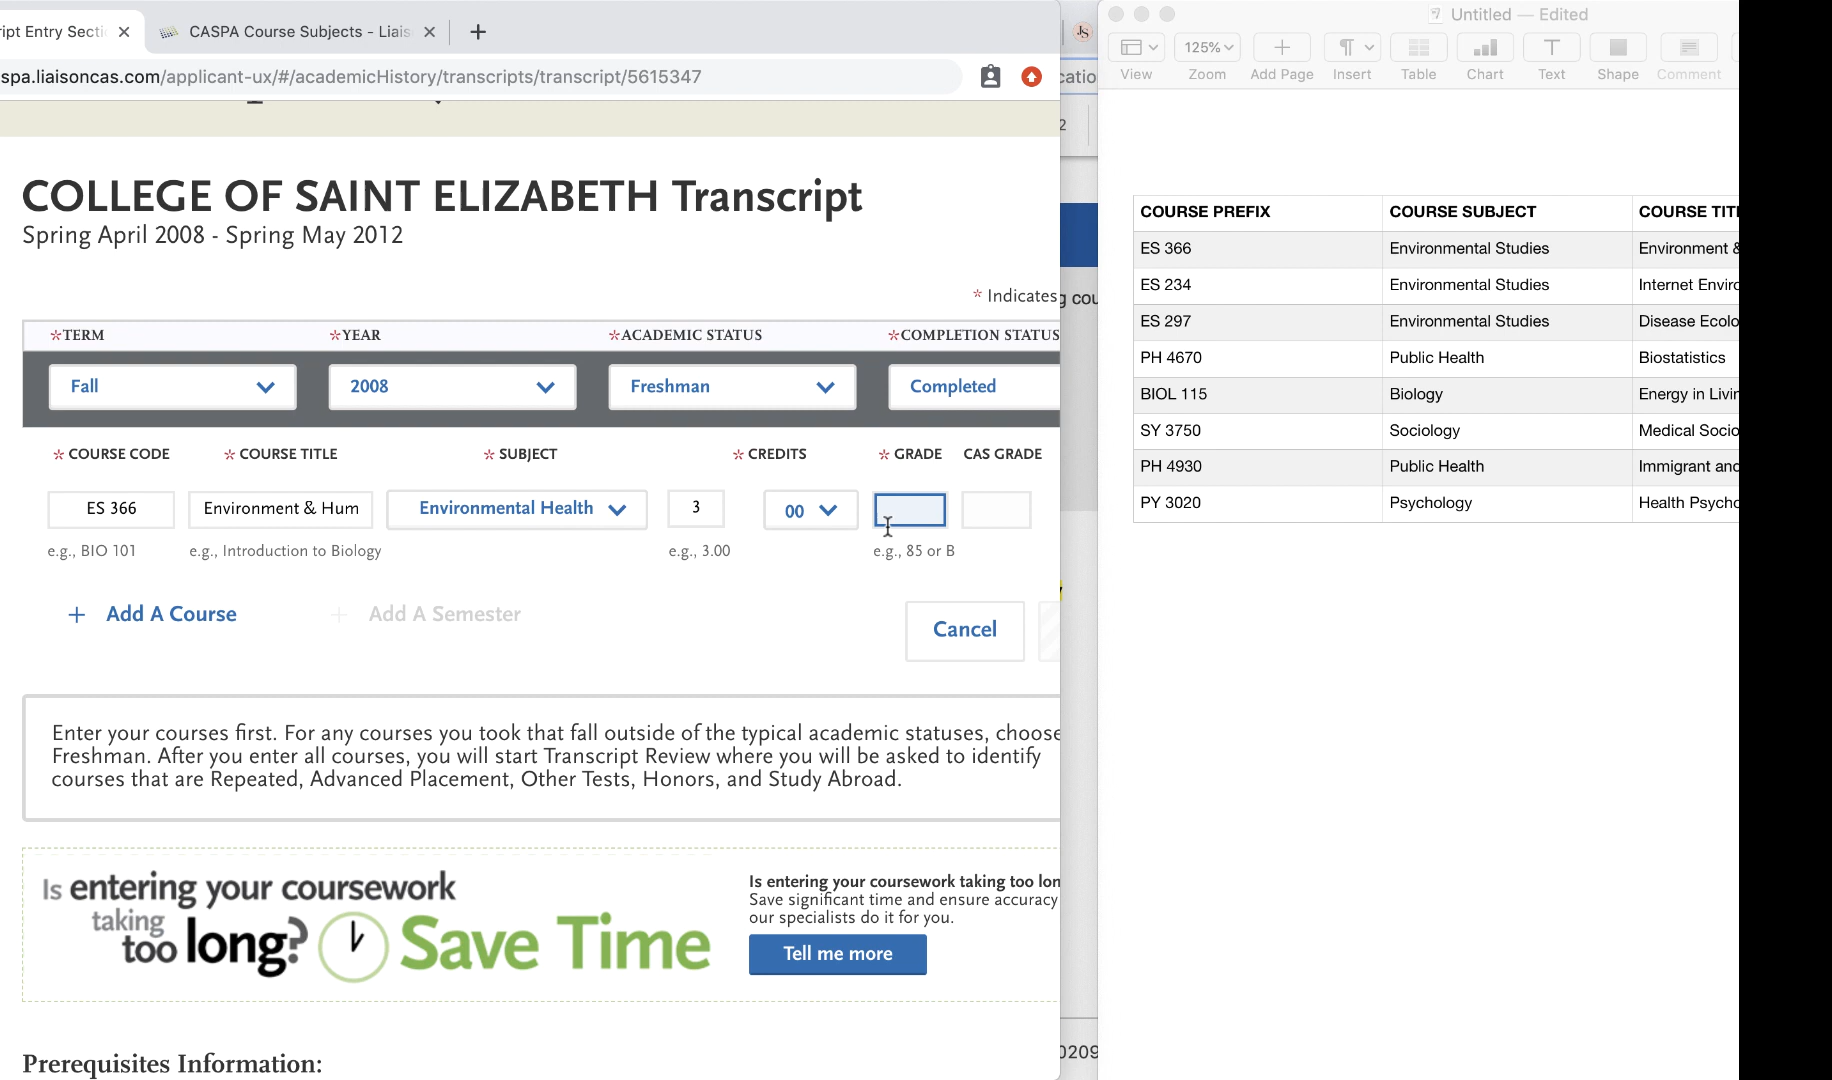 ript Entry Secti
CASPA Course Subjects - Liais
spa.liaisoncas.com/applicant-ux/#/academicHistory/transcripts/transcript/5615347
COLLEGE OF SAINT ELIZABETH Transcript
Spring April 2008 - Spring May 2012
* Indicates
*TERM *YEAR *ACADEMIC STATUS *COMPLETION STATUS
Fall 2008 Freshman Completed
* COURSE CODE * COURSE TITLE * SUBJECT * CREDITS * GRADE CAS GRADE
ES 366 Environment & Hum Environmental Health 3 00
e.g., BIO 101 e.g., Introduction to Biology e.g., 3.00 e.g., 85 or B
+ Add A Course + Add A Semester
Cancel
Enter your courses first. For any courses you took that fall outside of the typical academic statuses, choose
Freshman. After you enter all courses, you will start Transcript Review where you will be asked to identify
courses that are Repeated, Advanced Placement, Other Tests, Honors, and Study Abroad.
Is entering your coursework
taking
too long?
Save Time
Is entering your coursework taking too lon
Save significant time and ensure accuracy
our specialists do it for you.
Tell me more
Prerequisites Information:
JS
catio
2
g cou
0209
Untitled — Edited
125%
View Zoom Add Page Insert Table Chart Text Shape Comment
COURSE PREFIX COURSE SUBJECT COURSE TITL
ES 366 Environmental Studies Environment &
ES 234 Environmental Studies Internet Enviro
ES 297 Environmental Studies Disease Ecolo
PH 4670 Public Health Biostatistics
BIOL 115 Biology Energy in Livin
SY 3750 Sociology Medical Socio
PH 4930 Public Health Immigrant and
PY 3020 Psychology Health Psycho